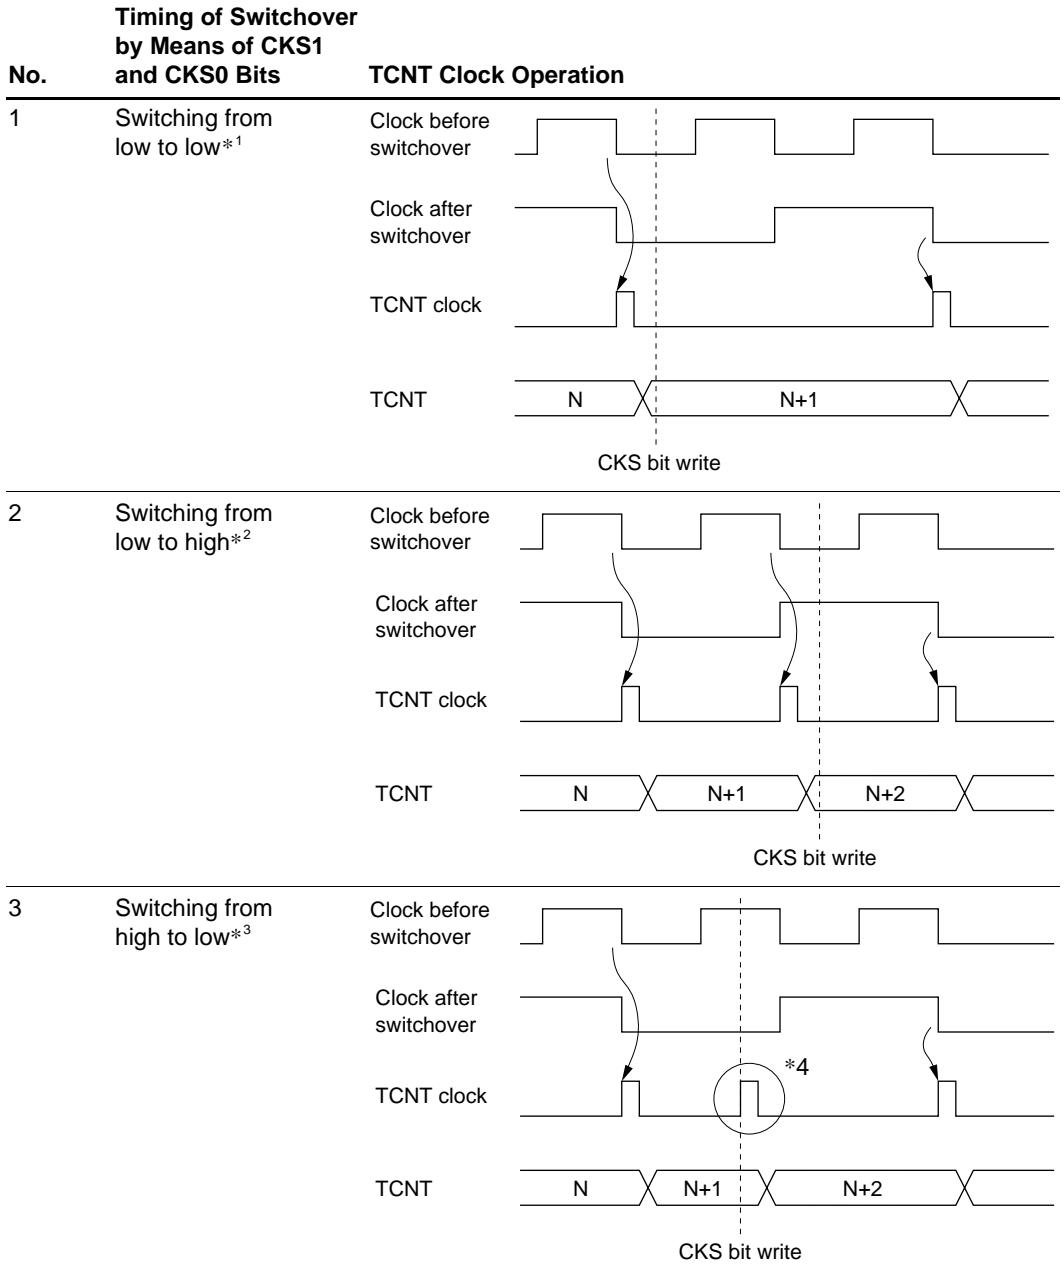 No.
Timing of Switchover
by Means of CKS1
and CKS0 Bits
TCNT Clock Operation
1
Switching from
low to low*1
Clock before
switchover
Clock after
switchover
TCNT clock
TCNT
N
N+1
CKS bit write
2
Switching from
low to high*2
Clock before
switchover
Clock after
switchover
TCNT clock
TCNT
N
N+1
N+2
CKS bit write
3
Switching from
high to low*3
Clock before
switchover
Clock after
switchover
*4
TCNT clock
TCNT
N
N+1
N+2
CKS bit write